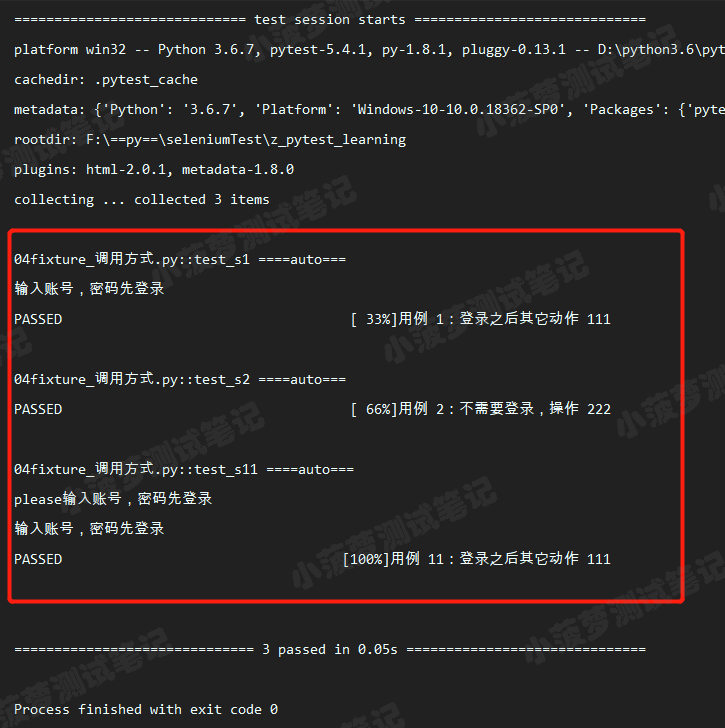 ============================= test session starts =============================
platform win32 -- Python 3.6.7, pytest-5.4.1, py-1.8.1, pluggy-0.13.1 -- D:\python3.6\pyt
cachedir: .pytest_cache
metadata: {'Python': '3.6.7', 'Platform': 'Windows-10-10.0.18362-SP0', 'Packages': {'pyte
rootdir: F:\==py==\seleniumTest\z_pytest_learning
plugins: html-2.0.1, metadata-1.8.0
collecting ... collected 3 items
04fixture_调用方式.py::test_s1 ====auto===
输入账号，密码先登录
PASSED [ 33%]用例 1：登录之后其它动作 111
04fixture_调用方式.py::test_s2 ====auto===
PASSED [ 66%]用例 2：不需要登录，操作 222
04fixture_调用方式.py::test_s11 ====auto===
please输入账号，密码先登录
输入账号，密码先登录
PASSED [100%]用例 11：登录之后其它动作 111
============================== 3 passed in 0.05s ==============================
Process finished with exit code 0
小菠萝测试笔记